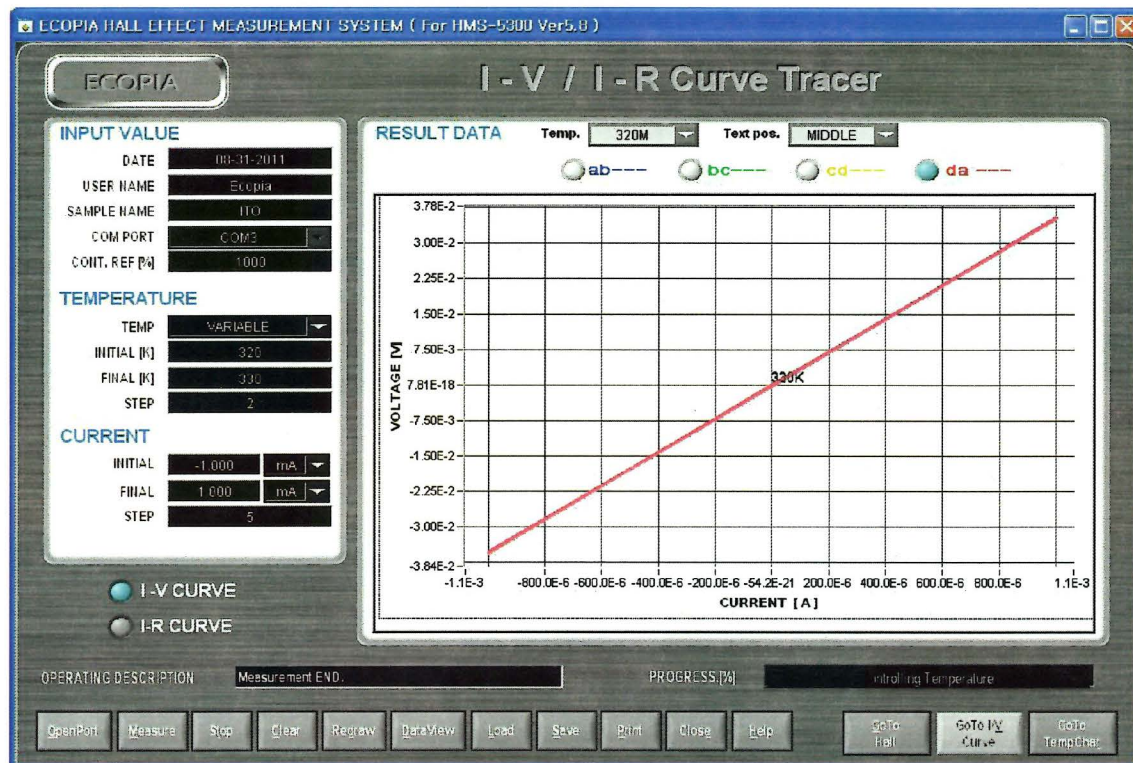 ECOPIA HALL EFFECT MEASUREMENT SYSTEM ( For HMS-5300 Ver5.8 )
ECOPIA
I - V / I - R Curve Tracer
INPUT VALUE
DATE 08-31-2011
USER NAME Ecopia
SAMPLE NAME ITO
COM PORT COM3
CONT. REF [%] 1000
TEMPERATURE
TEMP VARIABLE
INITIAL [K] 320
FINAL [K] 330
STEP 2
CURRENT
INITIAL -1.000 mA
FINAL 1.000 mA
STEP 5
I-V CURVE
I-R CURVE
RESULT DATA Temp. 320M Text pos. MIDDLE
ab--- bc--- cd--- da ---
VOLTAGE [V]
3.78E-2
3.00E-2
2.25E-2
1.50E-2
7.50E-3
7.81E-18
-7.50E-3
-1.50E-2
-2.25E-2
-3.00E-2
-3.84E-2
-1.1E-3 -800.0E-6 -600.0E-6 -400.0E-6 -200.0E-6 -54.2E-21 200.0E-6 400.0E-6 600.0E-6 800.0E-6 1.1E-3
CURRENT [ A ]
OPERATING DESCRIPTION Measurement END. PROGRESS.[%] ntrolling Temperature
OpenPort Measure Stop Clear Regraw DataView Load Save Print Close Help GoTo Hall GoTo I/V Curve GoTo TempChar